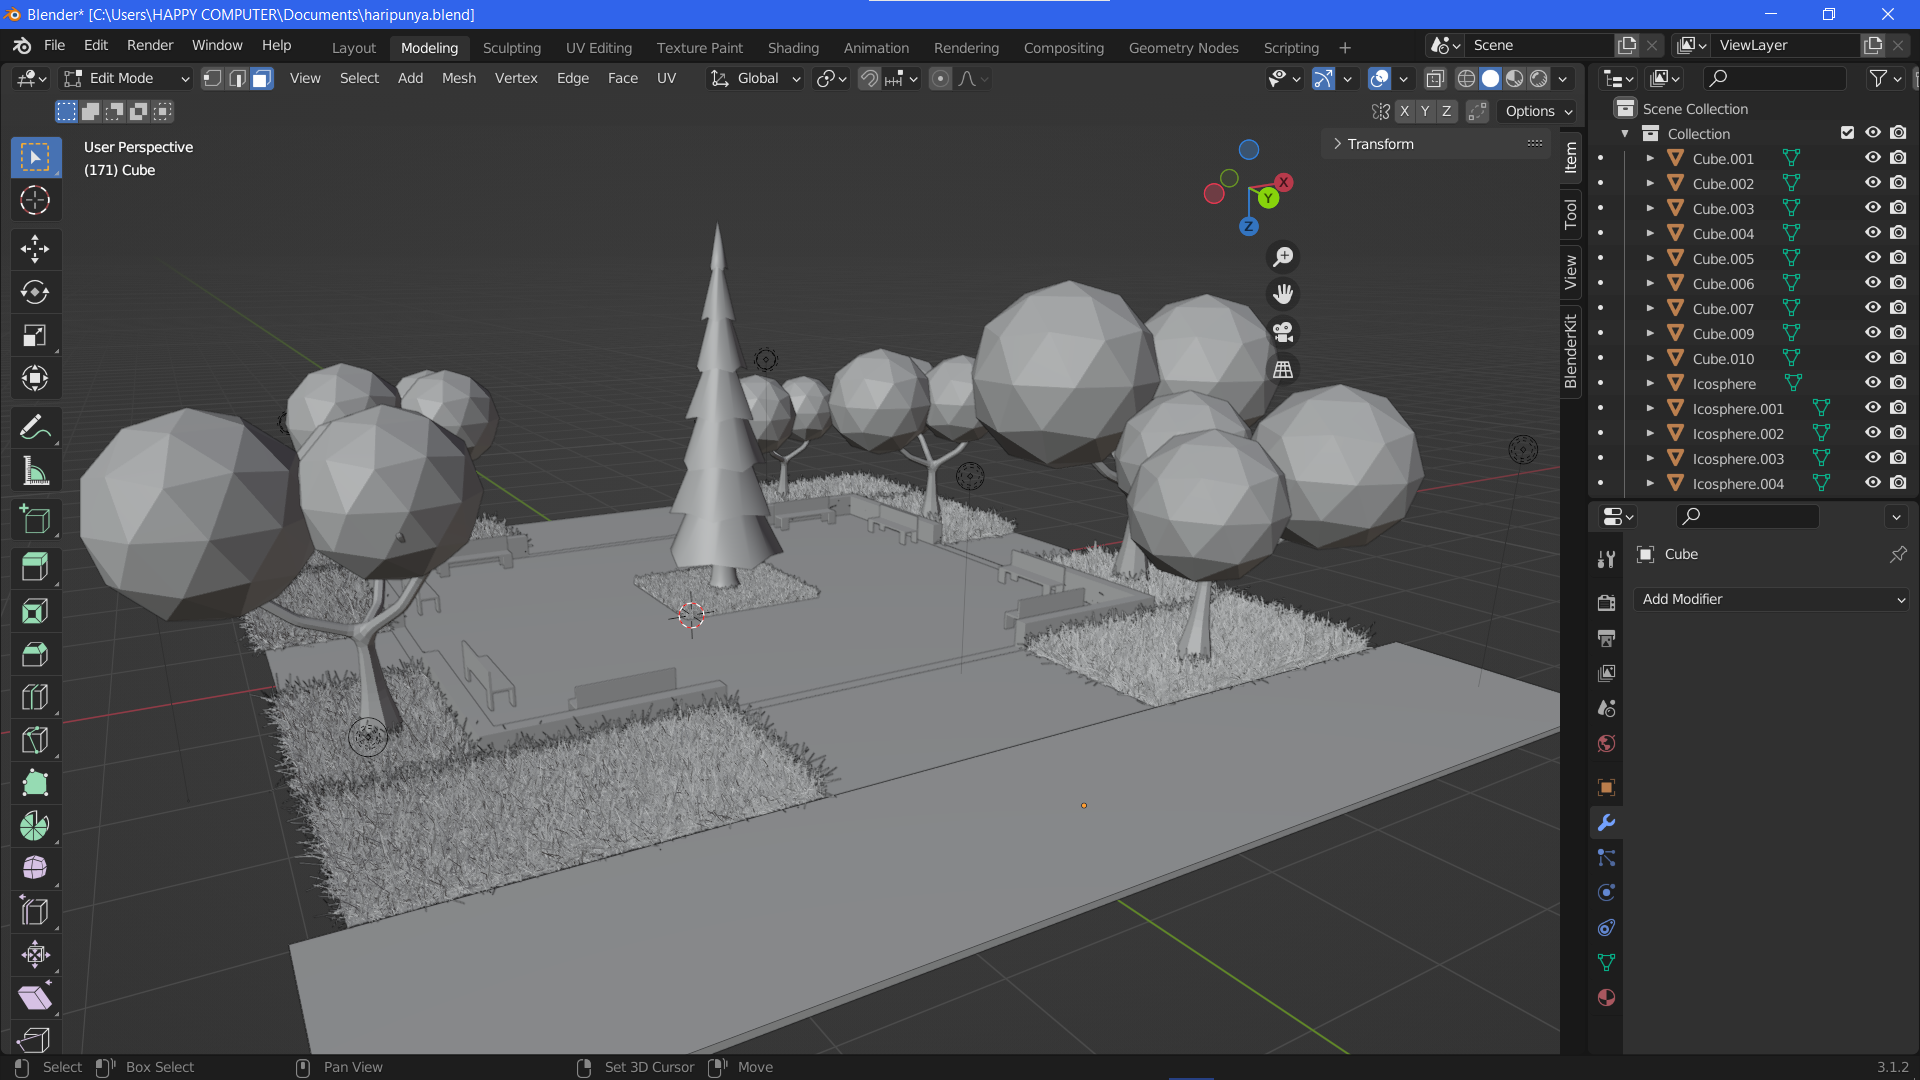 Blender* [C:\Users\HAPPY COMPUTER\Documents\haripunya.blend]
File Edit Render Window Help Layout Modeling Sculpting UV Editing Texture Paint Shading Animation Rendering Compositing Geometry Nodes Scripting + Scene ViewLayer
Edit Mode View Select Add Mesh Vertex Edge Face UV Global
X Y Z Options
User Perspective
(171) Cube
Transform
Item
Tool
View
BlenderKit
X
Y
Z
Scene Collection
Collection
Cube.001
Cube.002
Cube.003
Cube.004
Cube.005
Cube.006
Cube.007
Cube.009
Cube.010
Icosphere
Icosphere.001
Icosphere.002
Icosphere.003
Icosphere.004
Cube
Add Modifier
Select Box Select Pan View Set 3D Cursor Move 3.1.2